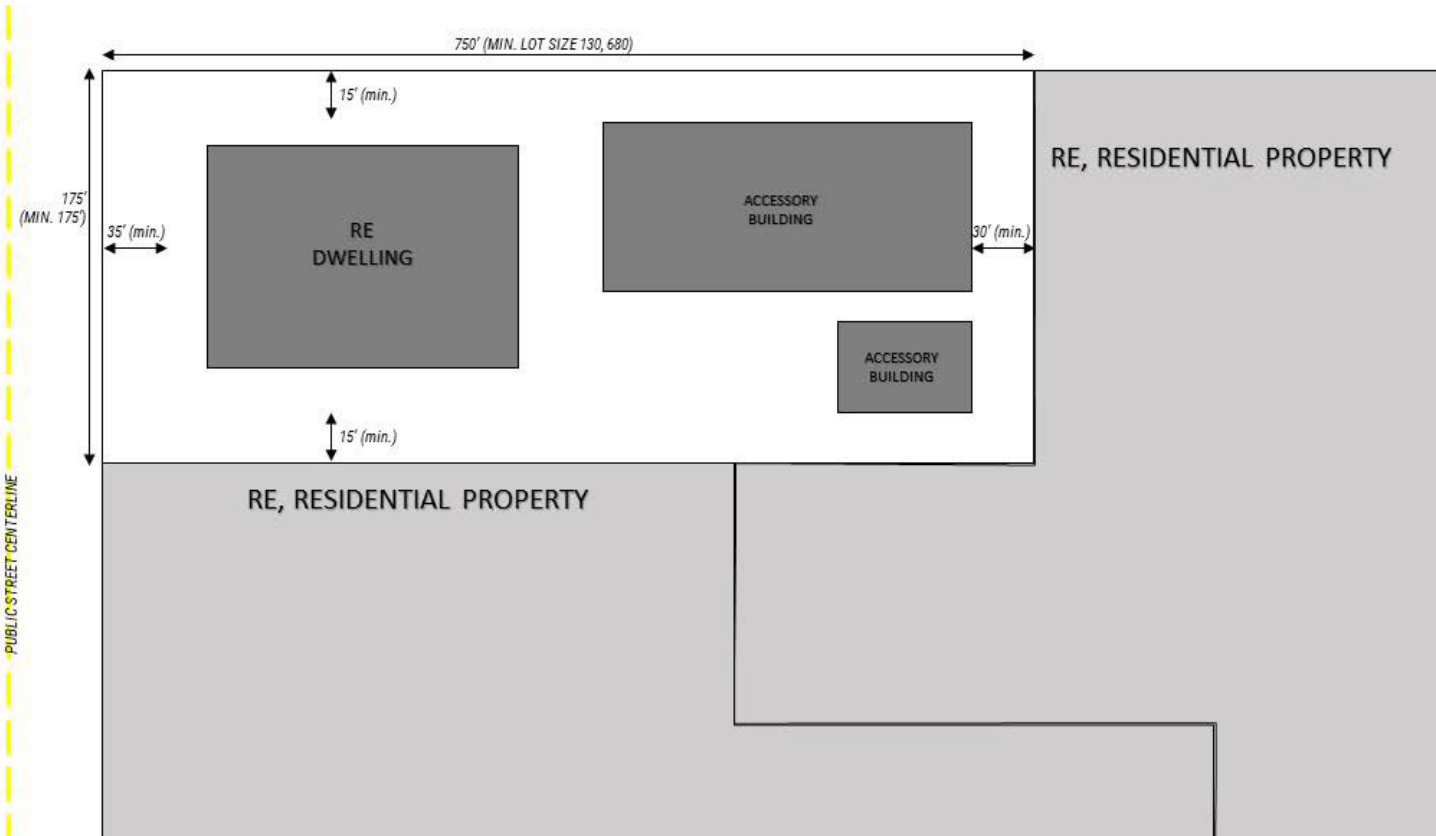 750' (MIN. LOT SIZE 130, 680)
15' (min.)
RE, RESIDENTIAL PROPERTY
175'
(MIN. 175')
35' (min.)
RE
DWELLING
ACCESSORY
BUILDING
30' (min.)
ACCESSORY
BUILDING
15' (min.)
RE, RESIDENTIAL PROPERTY
PUBLIC STREET CENTERLINE